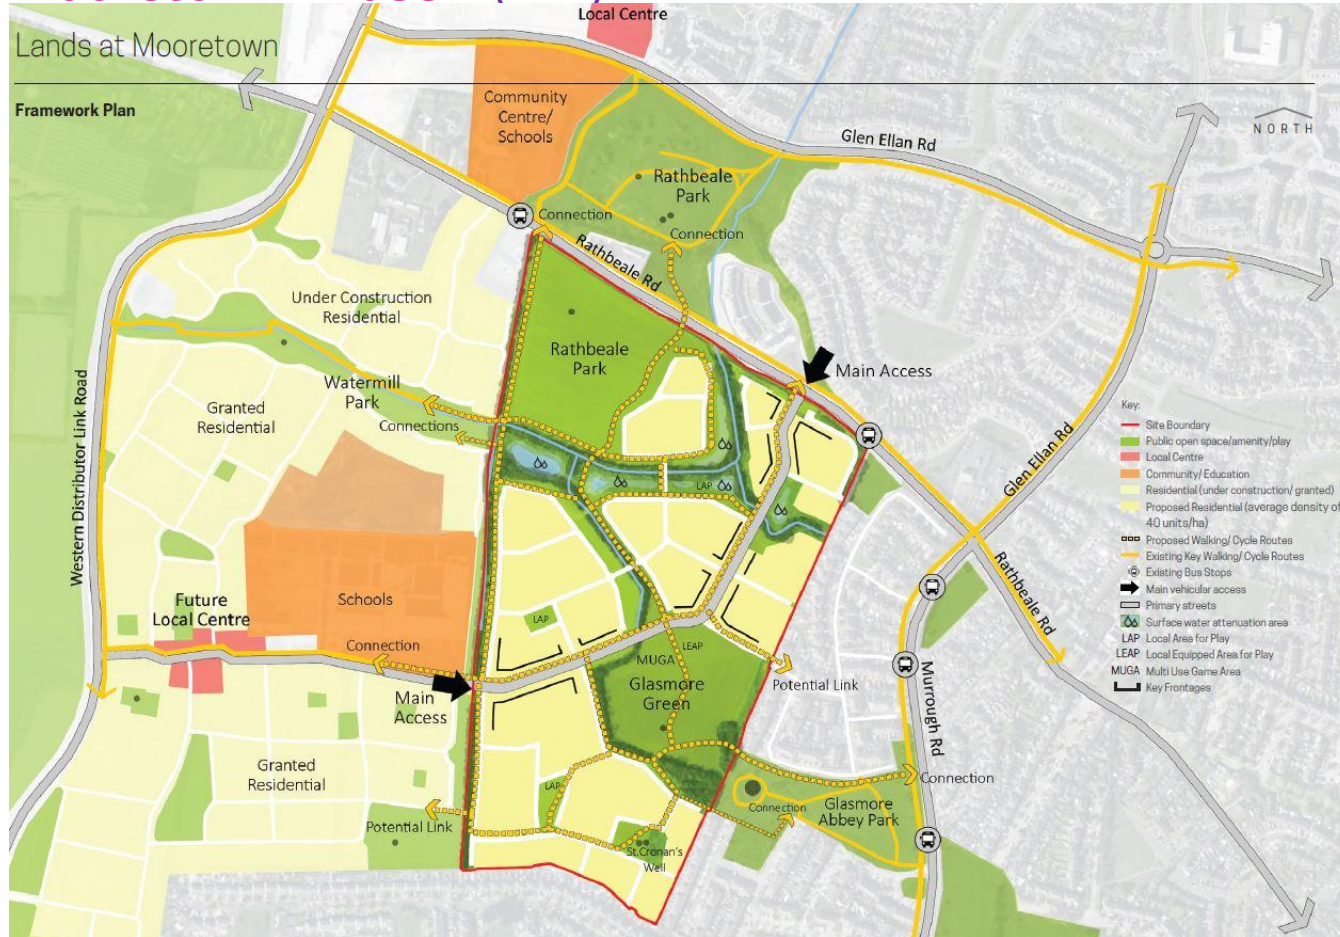 Local Centre
Lands at Mooretown
Framework Plan
NORTH
Community
Centre/
Schools
Glen Ellan Rd
Rathbeale
Park
Connection
Connection
Rathbeale Rd
Under Construction
Residential
Rathbeale
Park
Main Access
Watermill
Park
Granted
Residential
Connections
Western Distributor Link Road
LAP
Glen Ellan Rd
Key:
Site Boundary
Public open space/amenity/play
Local Centre
Community/ Education
Residential (under construction/ granted)
Proposed Residential (average density of
40 units/ha)
Proposed Walking/ Cycle Routes
Existing Key Walking/ Cycle Routes
Existing Bus Stops
Main vehicular access
Primary streets
Surface water attenuation area
LAP Local Area for Play
LEAP Local Equipped Area for Play
MUGA Multi Use Game Area
Key Frontages
Rathbeale Rd
Schools
Future
Local Centre
LAP
Connection
LEAP
MUGA
Glasmore
Green
Potential Link
Main
Access
Murrough Rd
Granted
Residential
Connection
LAP
Connection
Glasmore
Abbey Park
Potential Link
St.Cronan's
Well